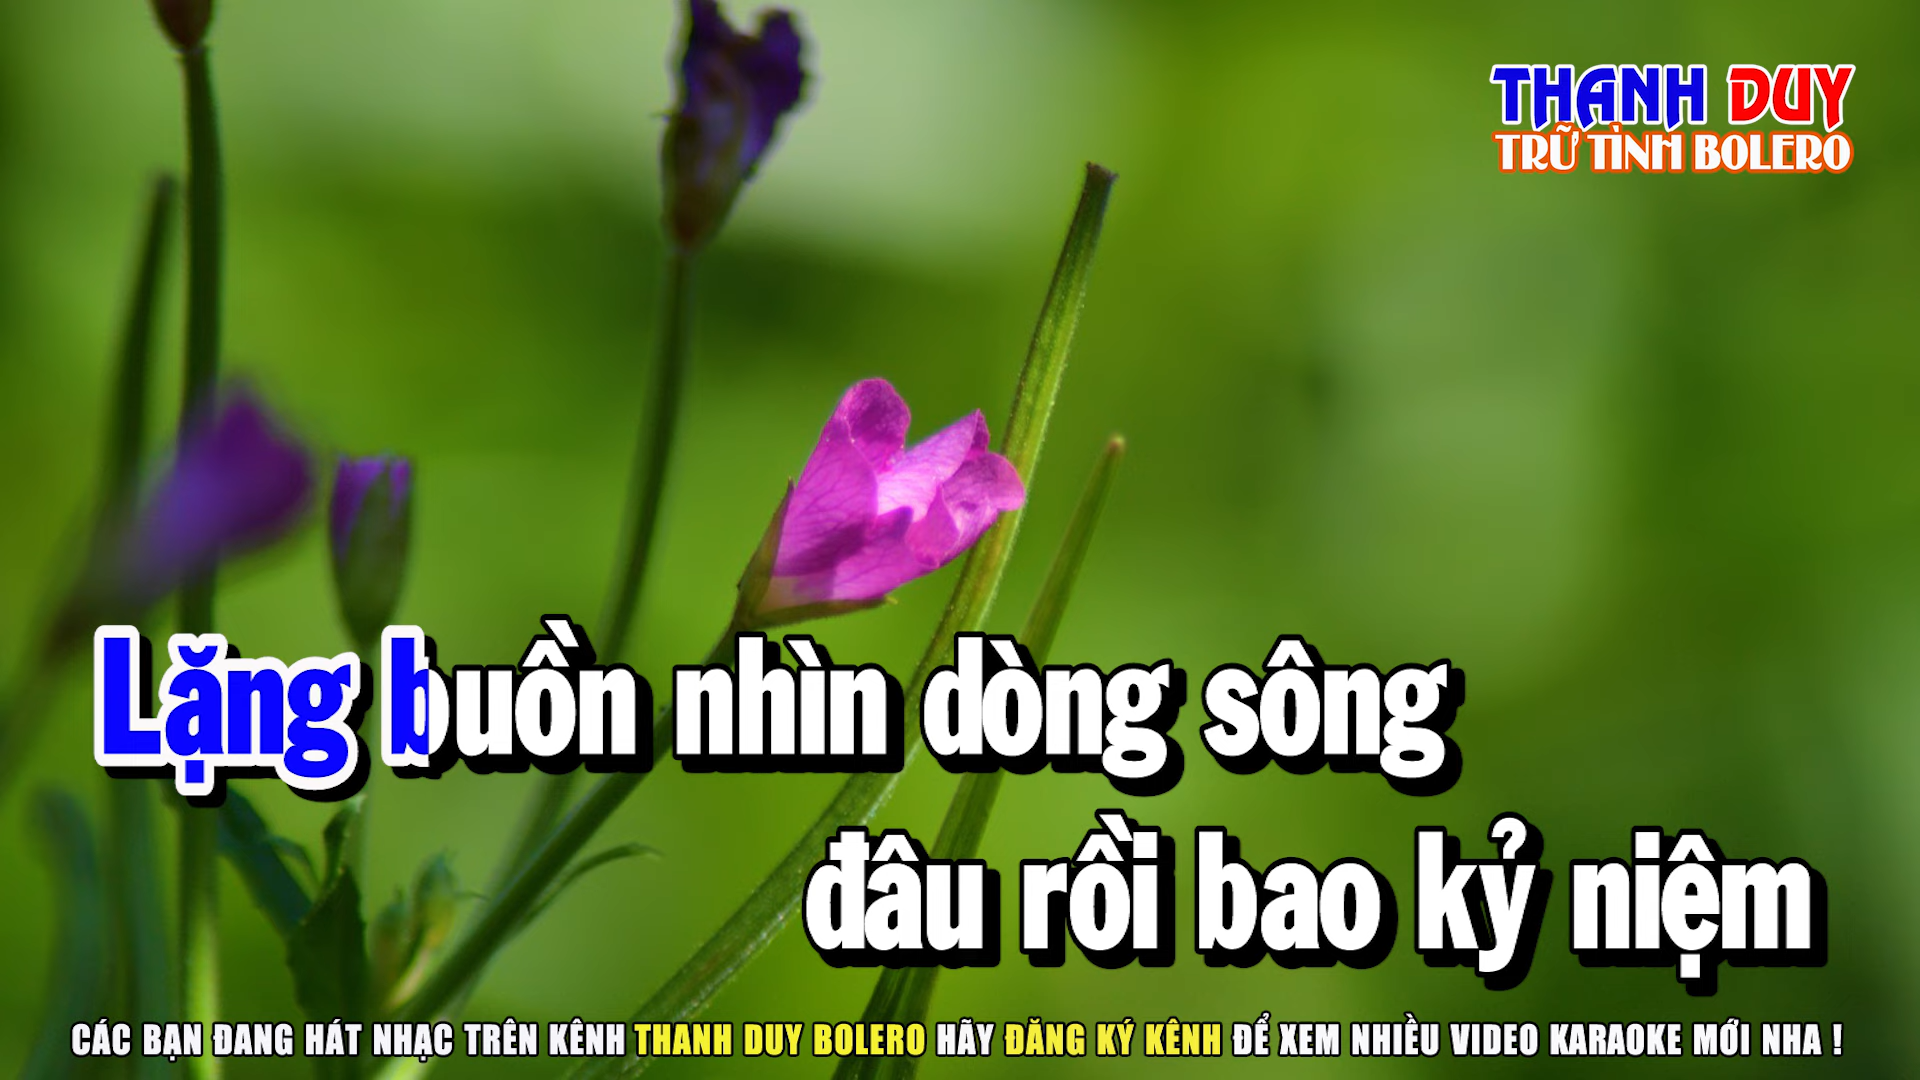 THANH DUY
TRỮ TÌNH BOLERO
Lặng buồn nhìn dòng sông
đâu rồi bao kỷ niệm
CÁC BẠN ĐANG HÁT NHẠC TRÊN KÊNH THANH DUY BOLERO HÃY ĐĂNG KÝ KÊNH ĐỂ XEM NHIỀU VIDEO KARAOKE MỚI NHA !